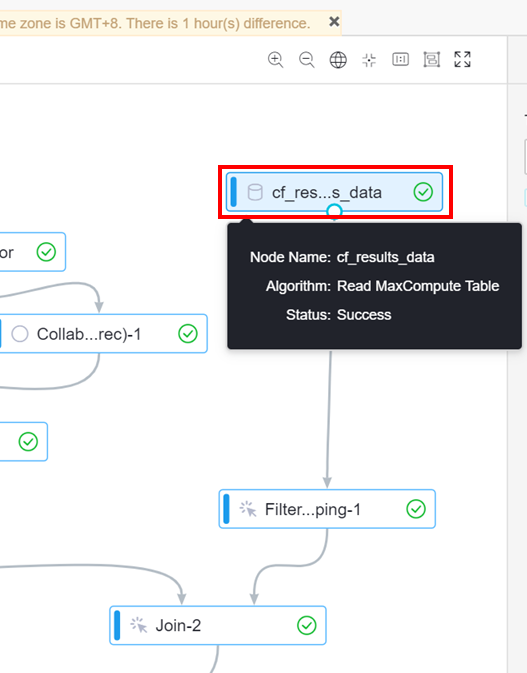 me zone is GMT+8. There is 1 hour(s) difference.
cf_res...s_data
Node Name: cf_results_data
Algorithm: Read MaxCompute Table
Status: Success
or
Collab...rec)-1
Filter...ping-1
Join-2